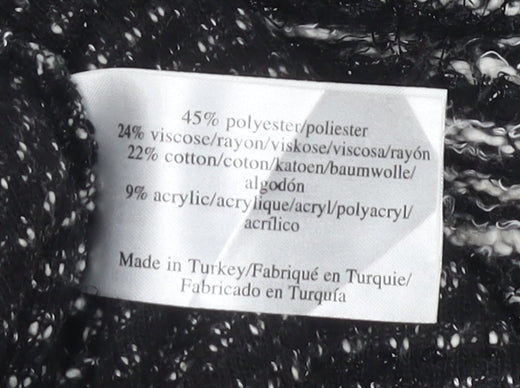 45% polyester/poliester
24% viscose/rayon/viskose/viscosa/rayón
22% cotton/coton/katoen/baumwolle/
algodón
9% acrylic/acrylique/acryl/polyacryl/
acrílico
Made in Turkey/Fabriqué en Turquie/
Fabricado en Turquía